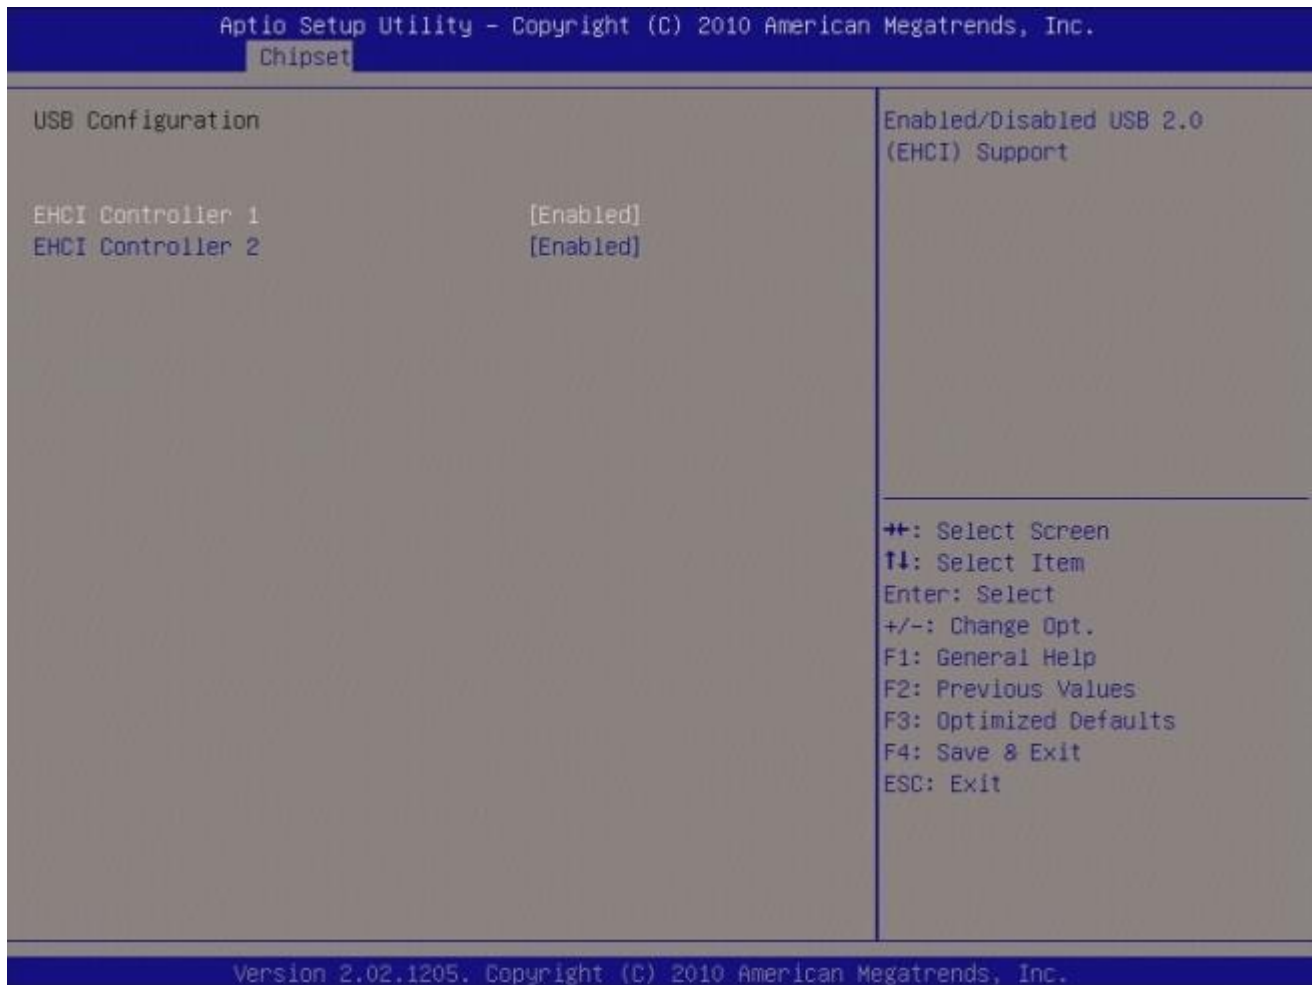 Aptio Setup Utility – Copyright (C) 2010 American Megatrends, Inc.
Chipset
USB Configuration
EHCI Controller 1 [Enabled]
EHCI Controller 2 [Enabled]
Enabled/Disabled USB 2.0
(EHCI) Support
→←: Select Screen
↑↓: Select Item
Enter: Select
+/-: Change Opt.
F1: General Help
F2: Previous Values
F3: Optimized Defaults
F4: Save & Exit
ESC: Exit
Version 2.02.1205. Copyright (C) 2010 American Megatrends, Inc.